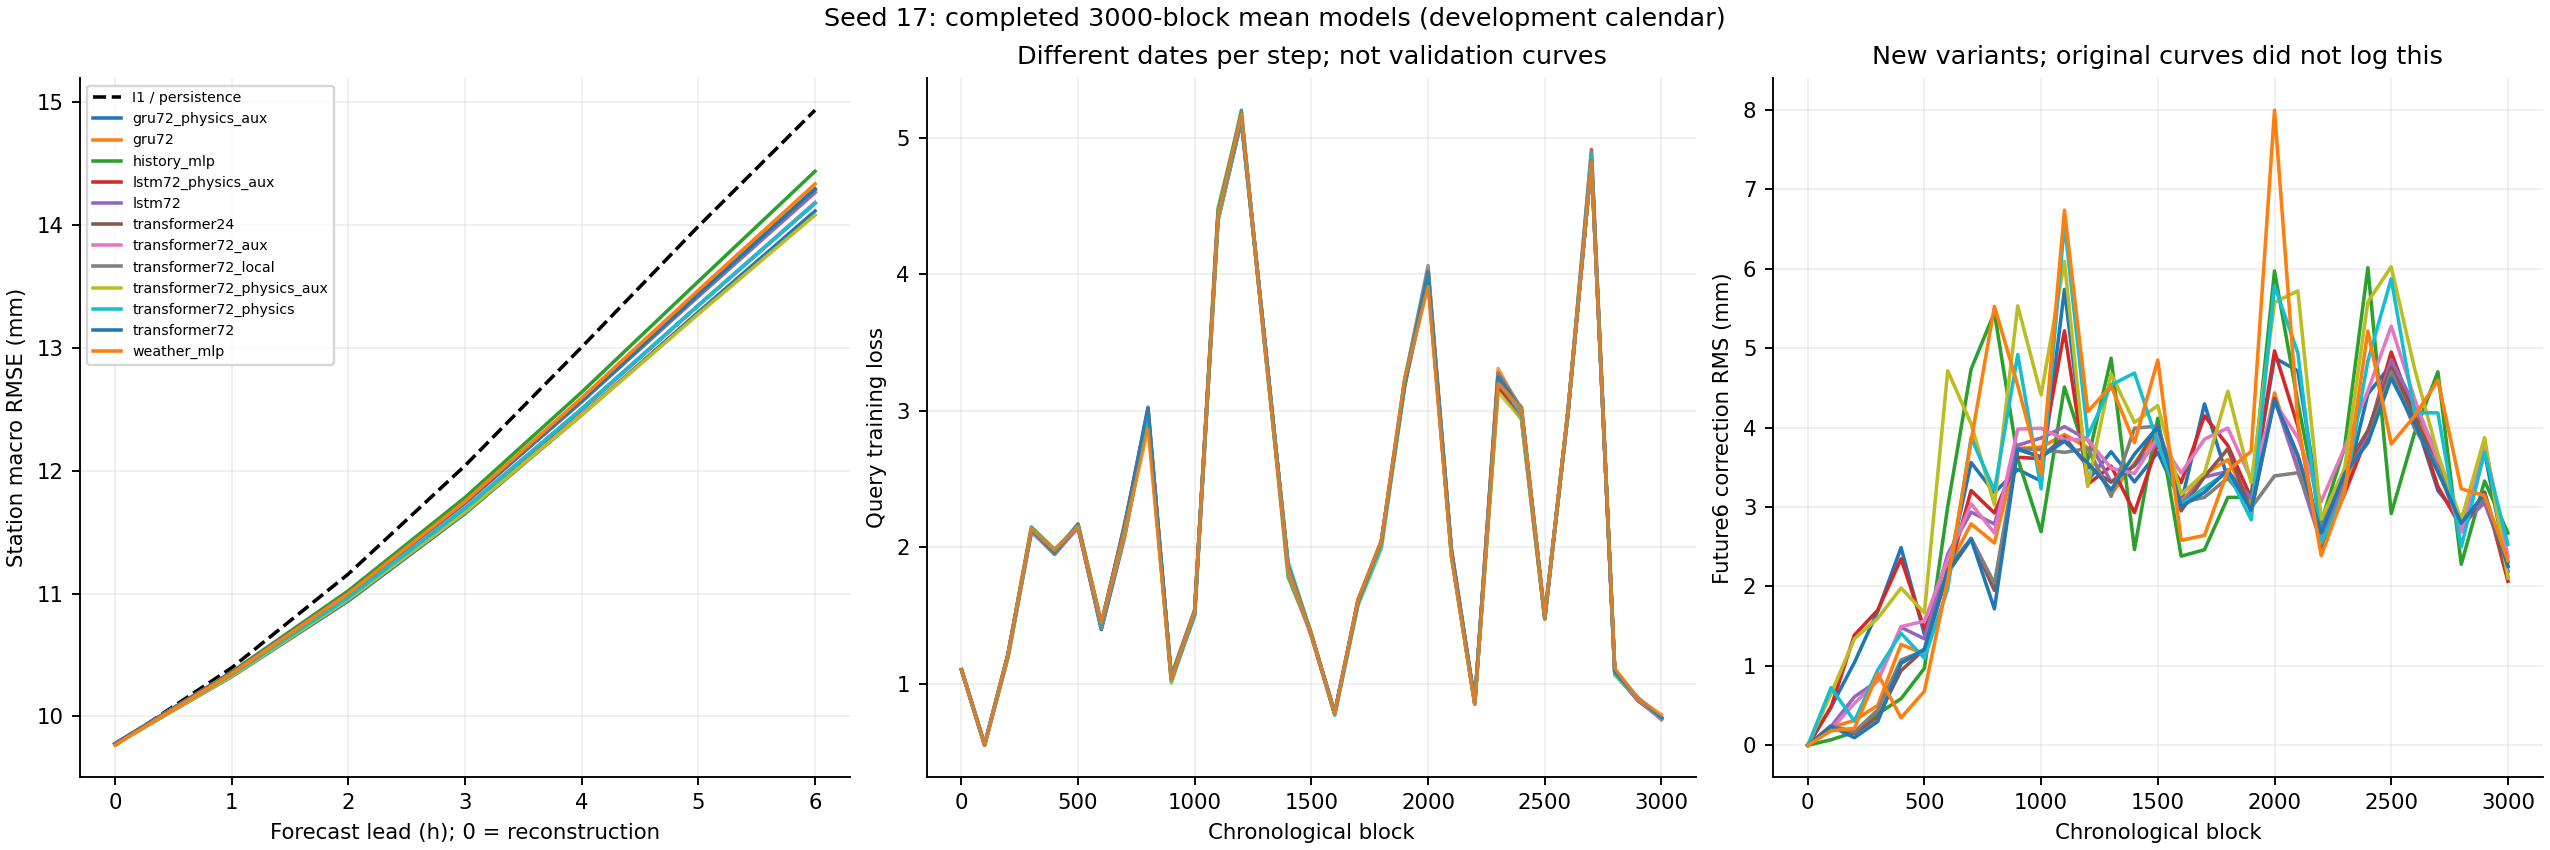 Seed 17: completed 3000-block mean models (development calendar)
Different dates per step; not validation curves
New variants; original curves did not log this
Station macro RMSE (mm)
15
14
13
12
11
10
I1 / persistence
gru72_physics_aux
gru72
history_mlp
lstm72_physics_aux
lstm72
transformer24
transformer72_aux
transformer72_local
transformer72_physics_aux
transformer72_physics
transformer72
weather_mlp
0 1 2 3 4 5 6
Forecast lead (h); 0 = reconstruction
Query training loss
5
4
3
2
1
0 500 1000 1500 2000 2500 3000
Chronological block
Future6 correction RMS (mm)
8
7
6
5
4
3
2
1
0
0 500 1000 1500 2000 2500 3000
Chronological block